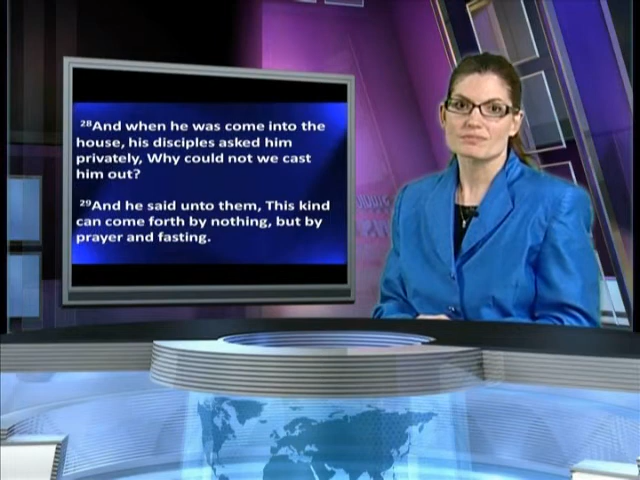 28And when he was come into the
house, his disciples asked him
privately, Why could not we cast
him out?
29And he said unto them, This kind
can come forth by nothing, but by
prayer and fasting.